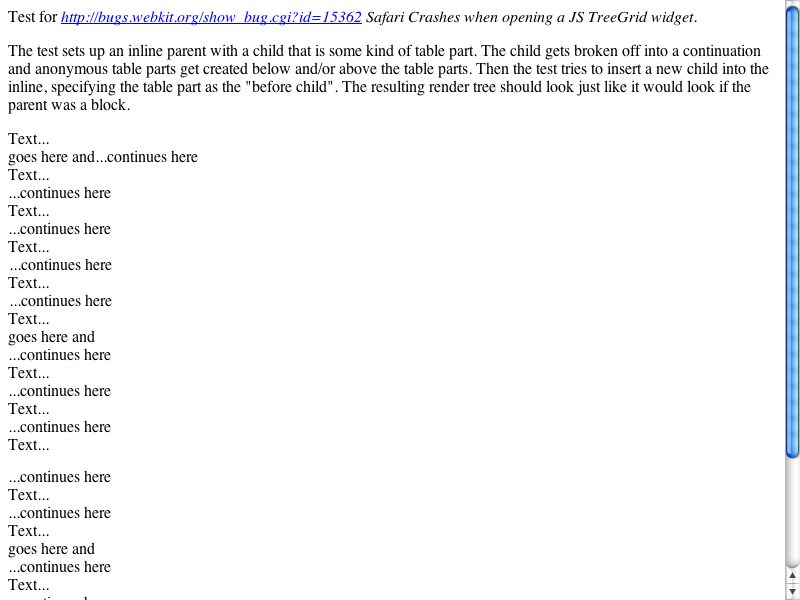 Test for http://bugs.webkit.org/show_bug.cgi?id=15362 Safari Crashes when opening a JS TreeGrid widget.
The test sets up an inline parent with a child that is some kind of table part. The child gets broken off into a continuation
and anonymous table parts get created below and/or above the table parts. Then the test tries to insert a new child into the
inline, specifying the table part as the "before child". The resulting render tree should look just like it would look if the
parent was a block.
Text...
goes here and...continues here
Text...
...continues here
Text...
...continues here
Text...
...continues here
Text...
...continues here
Text...
goes here and
...continues here
Text...
...continues here
Text...
...continues here
Text...
...continues here
Text...
...continues here
Text...
goes here and
...continues here
Text...